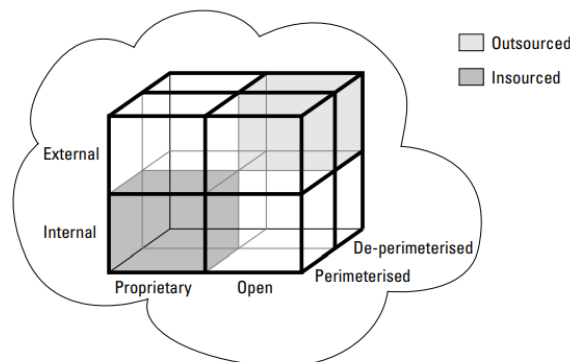 Outsourced
Insourced
External
Internal
De-perimeterised
Perimeterised
Proprietary
Open